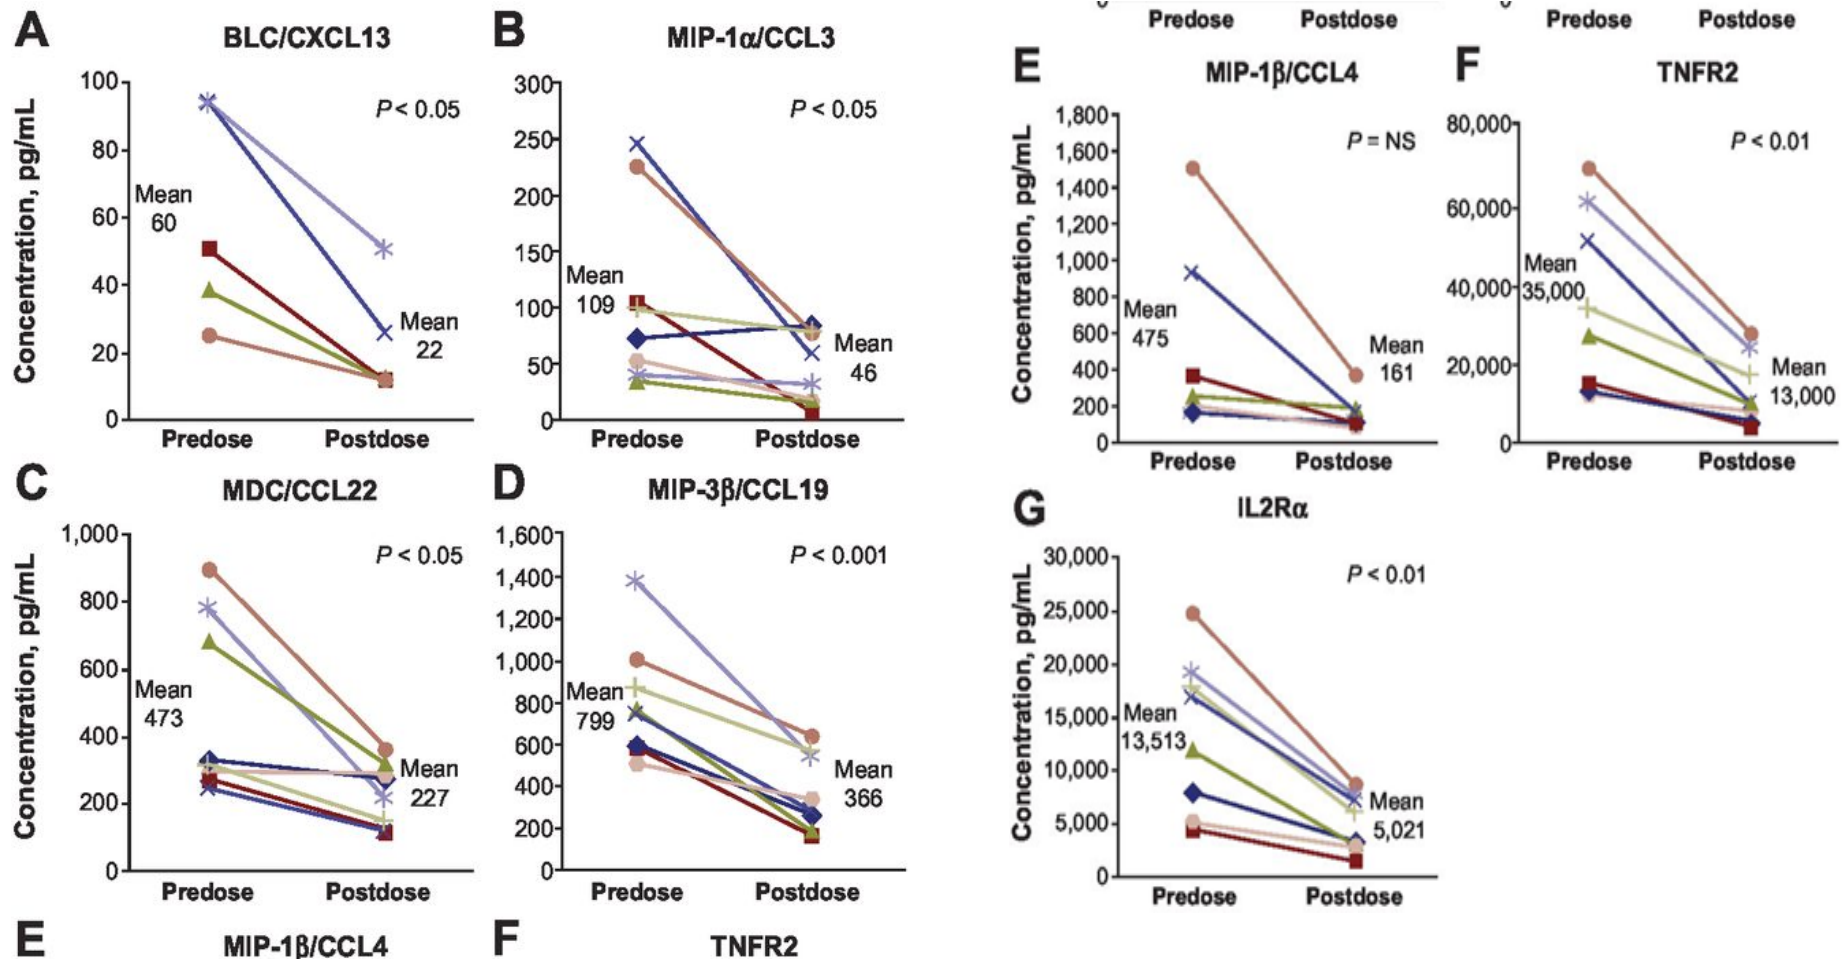 A
BLC/CXCL13
Concentration, pg/mL
100
80
60
40
20
0
P < 0.05
Mean
60
Mean
22
Predose
Postdose
B
MIP-1α/CCL3
300
250
200
150
100
50
0
P < 0.05
Mean
109
Mean
46
Predose
Postdose
C
MDC/CCL22
Concentration, pg/mL
1,000
800
600
400
200
0
P < 0.05
Mean
473
Mean
227
Predose
Postdose
D
MIP-3β/CCL19
1,600
1,400
1,200
1,000
800
600
400
200
0
P < 0.001
Mean
799
Mean
366
Predose
Postdose
E
MIP-1β/CCL4
F
TNFR2
Predose
Postdose
Predose
Postdose
E
MIP-1β/CCL4
Concentration, pg/mL
1,800
1,600
1,400
1,200
1,000
800
600
400
200
0
P = NS
Mean
475
Mean
161
Predose
Postdose
F
TNFR2
80,000
60,000
40,000
20,000
0
P < 0.01
Mean
35,000
Mean
13,000
Predose
Postdose
G
IL2Rα
Concentration, pg/mL
30,000
25,000
20,000
15,000
10,000
5,000
0
P < 0.01
Mean
13,513
Mean
5,021
Predose
Postdose